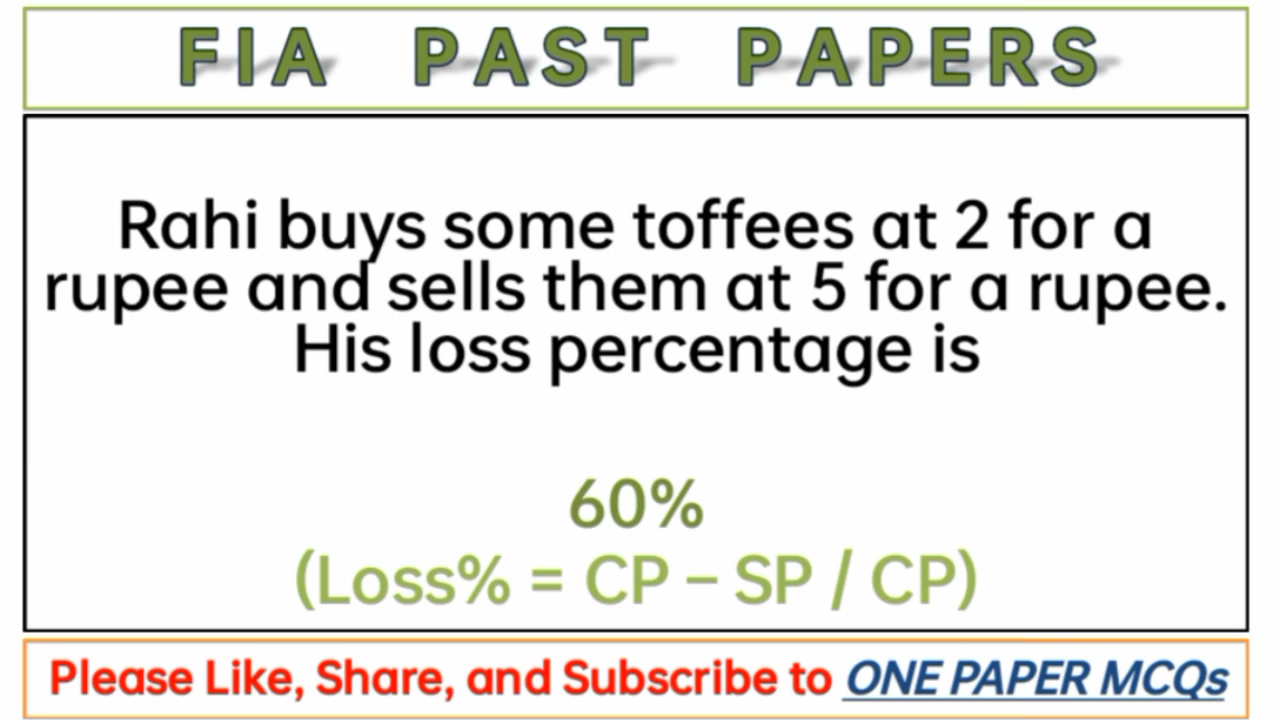 FIA PAST PAPERS
Rahi buys some toffees at 2 for a
rupee and sells them at 5 for a rupee.
His loss percentage is
60%
(Loss% = CP – SP / CP)
Please Like, Share, and Subscribe to ONE PAPER MCQs